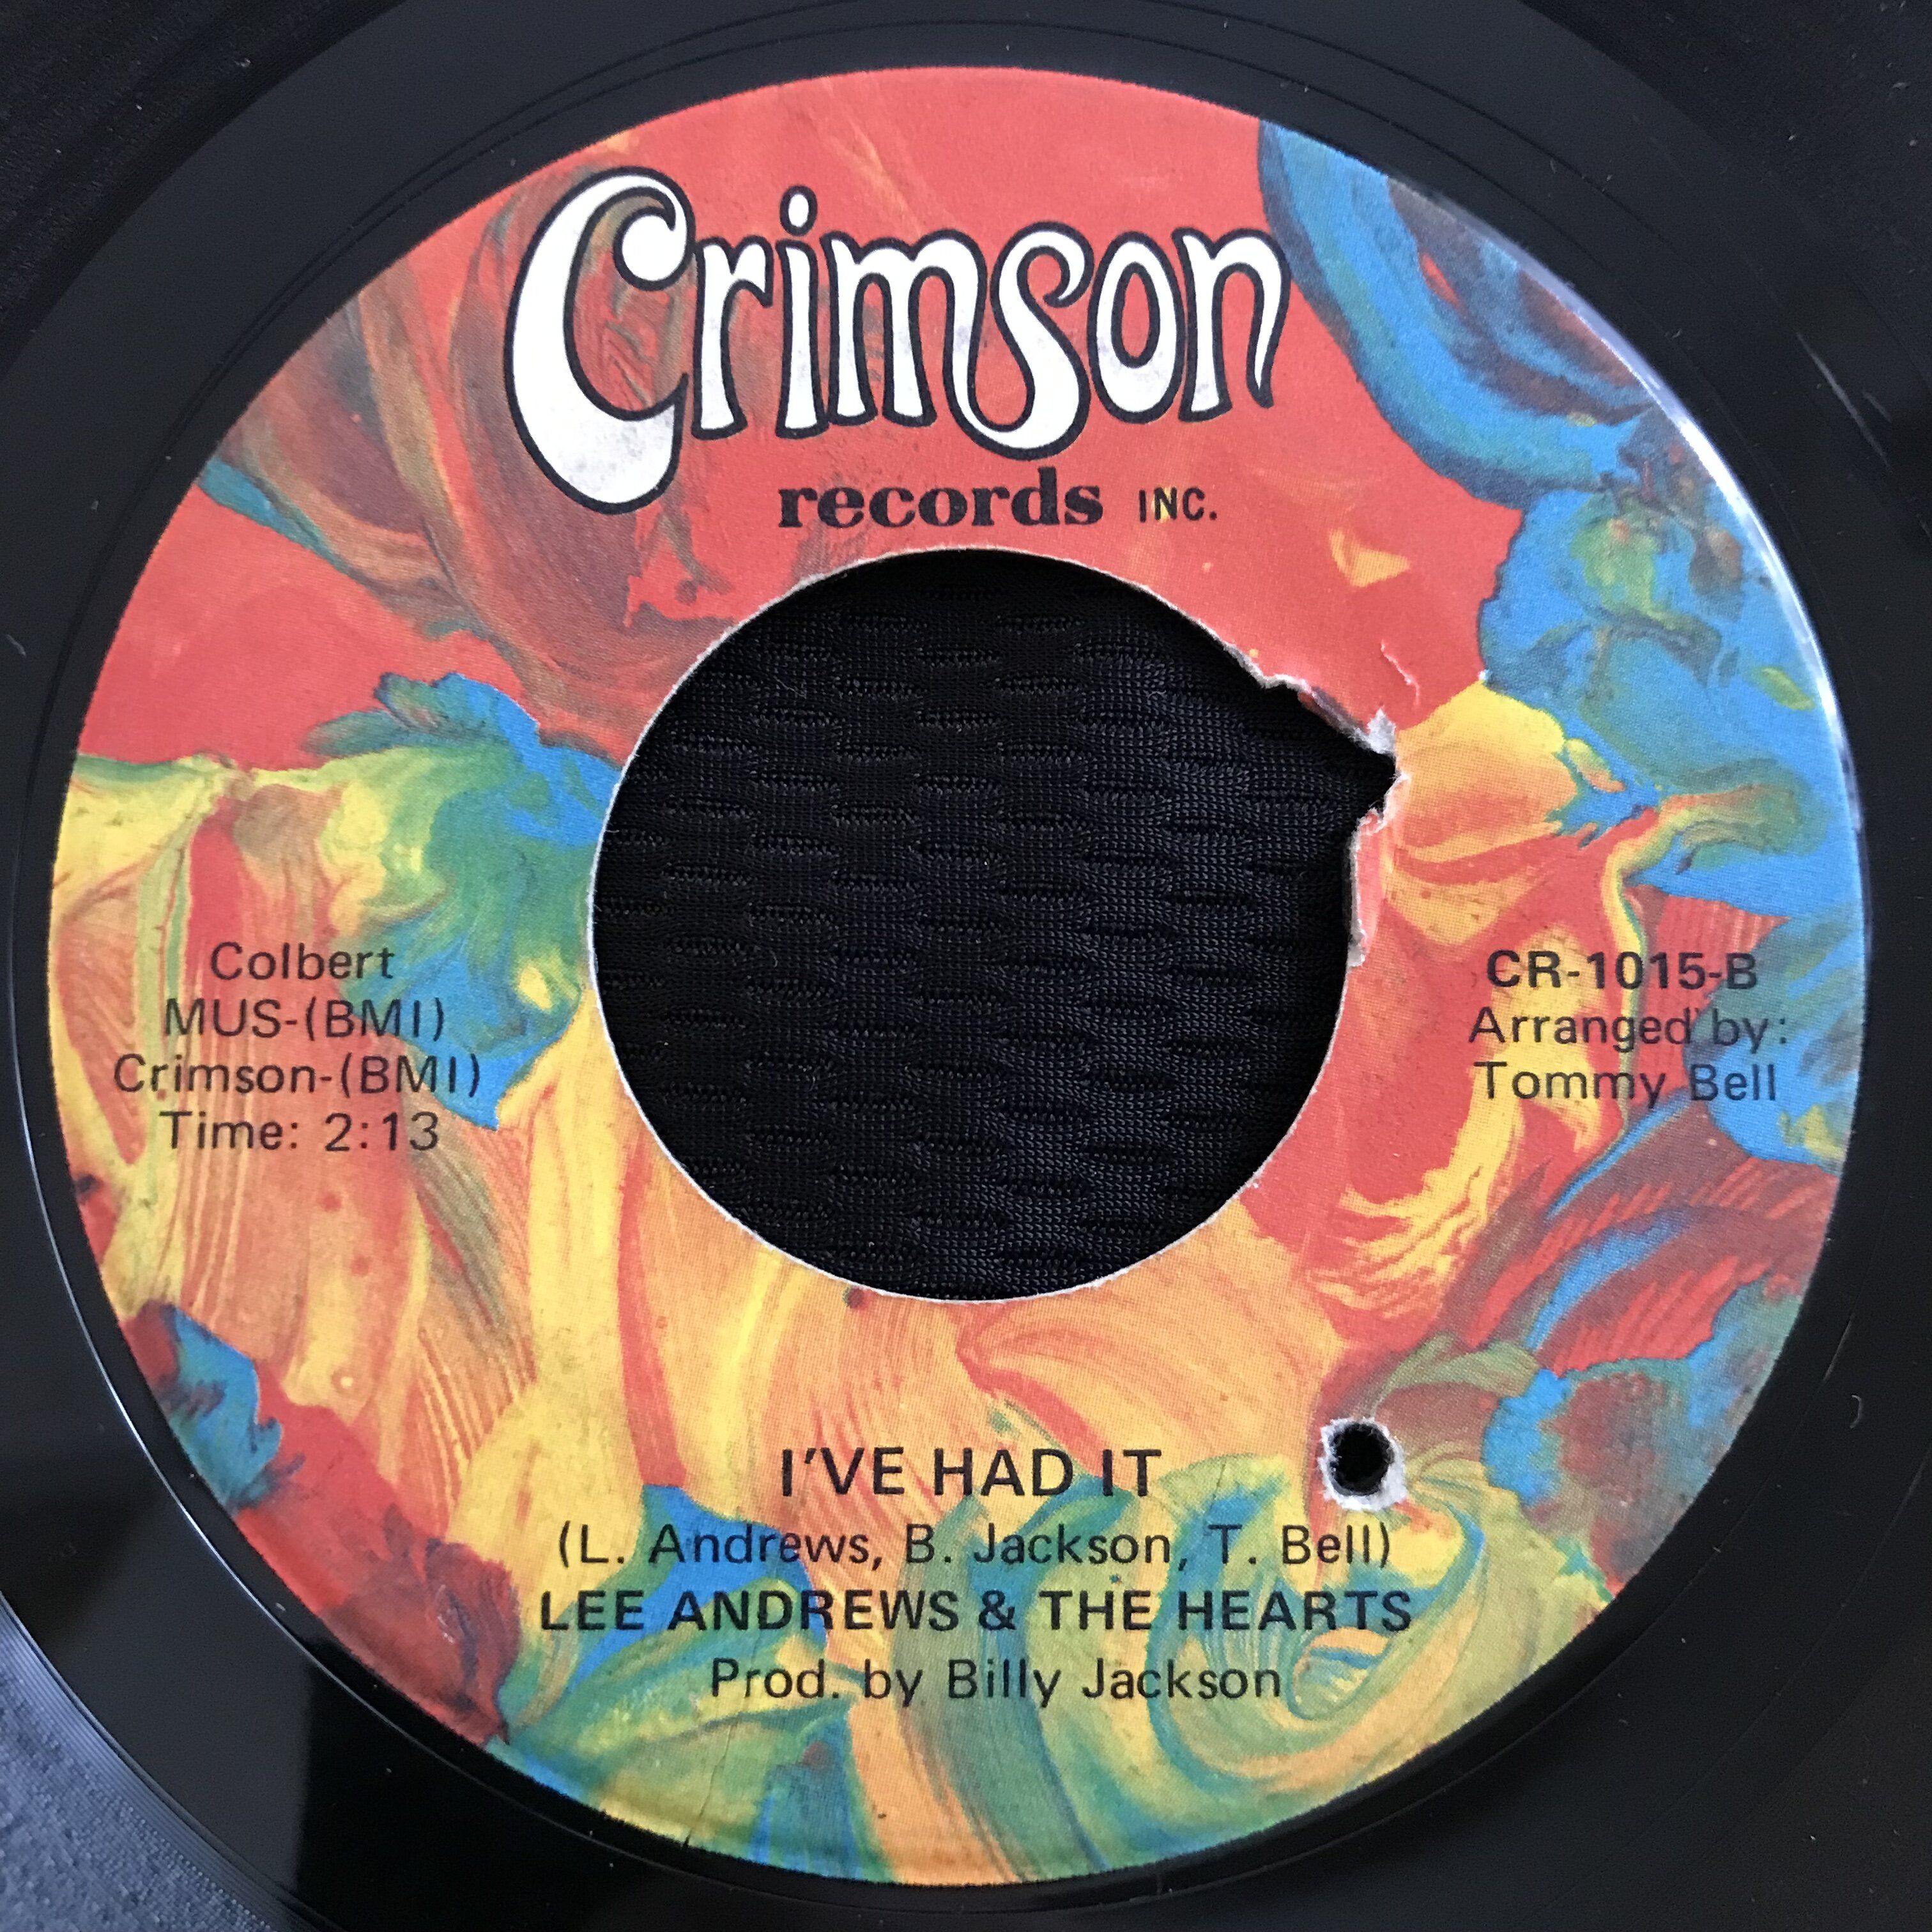 Crimson
records INC.
Colbert
MUS-(BMI)
Crimson-(BMI)
Time: 2:13
CR-1015-B
Arranged by:
Tommy Bell
I'VE HAD IT
(L. Andrews, B. Jackson, T. Bell)
LEE ANDREWS & THE HEARTS
Prod. by Billy Jackson